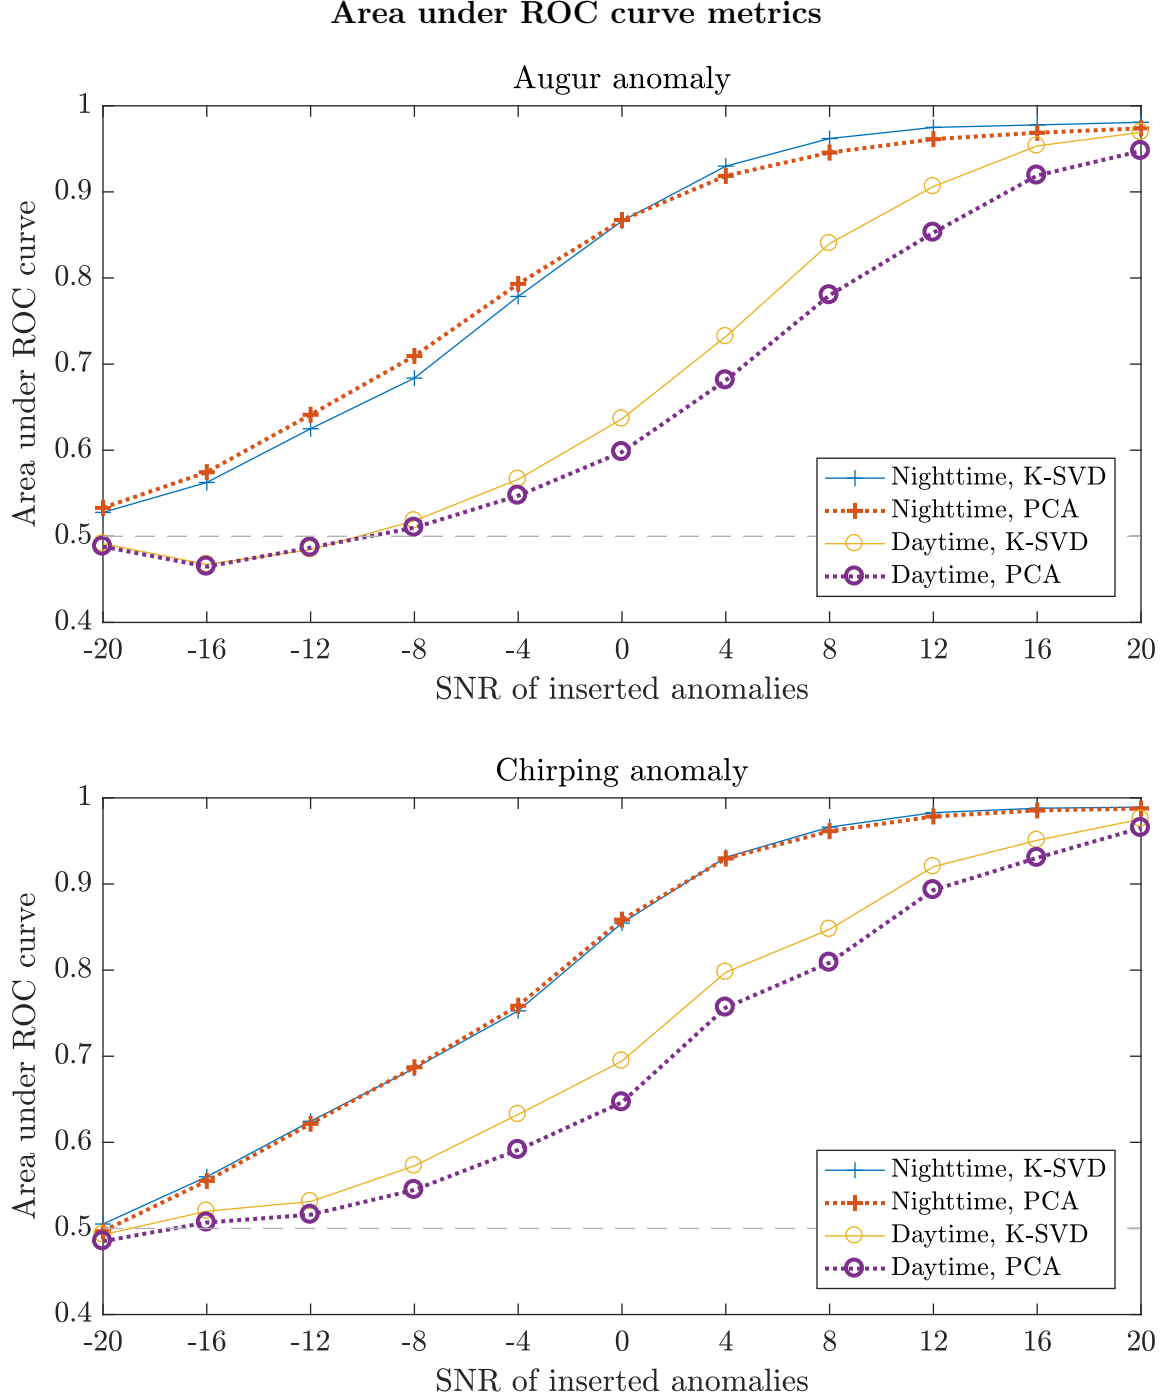 Area under ROC curve metrics
Augur anomaly
Area under ROC curve
1
0.9
0.8
0.7
0.6
0.5
0.4
-20 -16 -12 -8 -4 0 4 8 12 16 20
SNR of inserted anomalies
Nighttime, K-SVD
Nighttime, PCA
Daytime, K-SVD
Daytime, PCA
Chirping anomaly
Area under ROC curve
1
0.9
0.8
0.7
0.6
0.5
0.4
-20 -16 -12 -8 -4 0 4 8 12 16 20
SNR of inserted anomalies
Nighttime, K-SVD
Nighttime, PCA
Daytime, K-SVD
Daytime, PCA